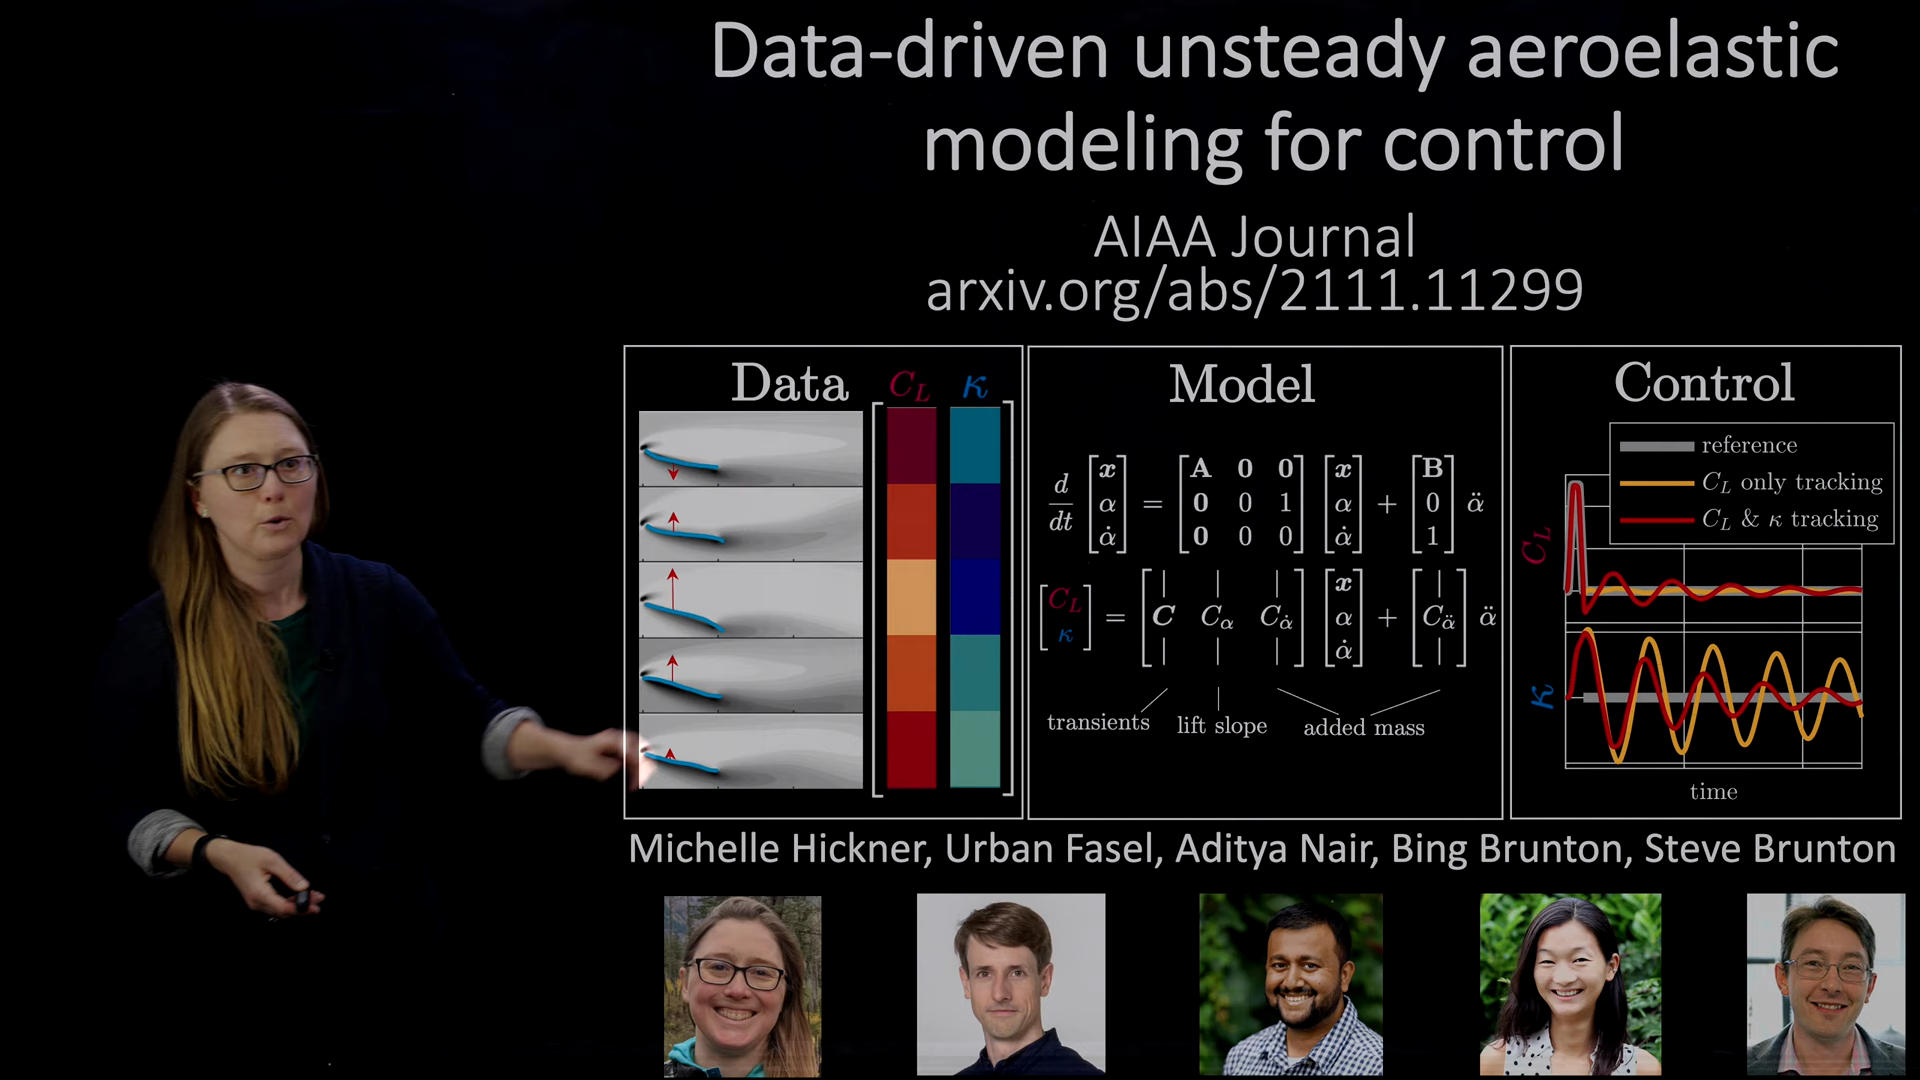 Data-driven unsteady aeroelastic
modeling for control
AIAA Journal
arxiv.org/abs/2111.11299
Data C_L κ
Model
d/dt [x α α̇] = [A 0 0; 0 0 1; 0 0 0] [x α α̇] + [B 0 1] α̈
[C_L κ] = [C C_α C_α̇] [x α α̇] + [C_α̈] α̈
transients lift slope added mass
Control
reference
C_L only tracking
C_L & κ tracking
C_L
κ
time
Michelle Hickner, Urban Fasel, Aditya Nair, Bing Brunton, Steve Brunton